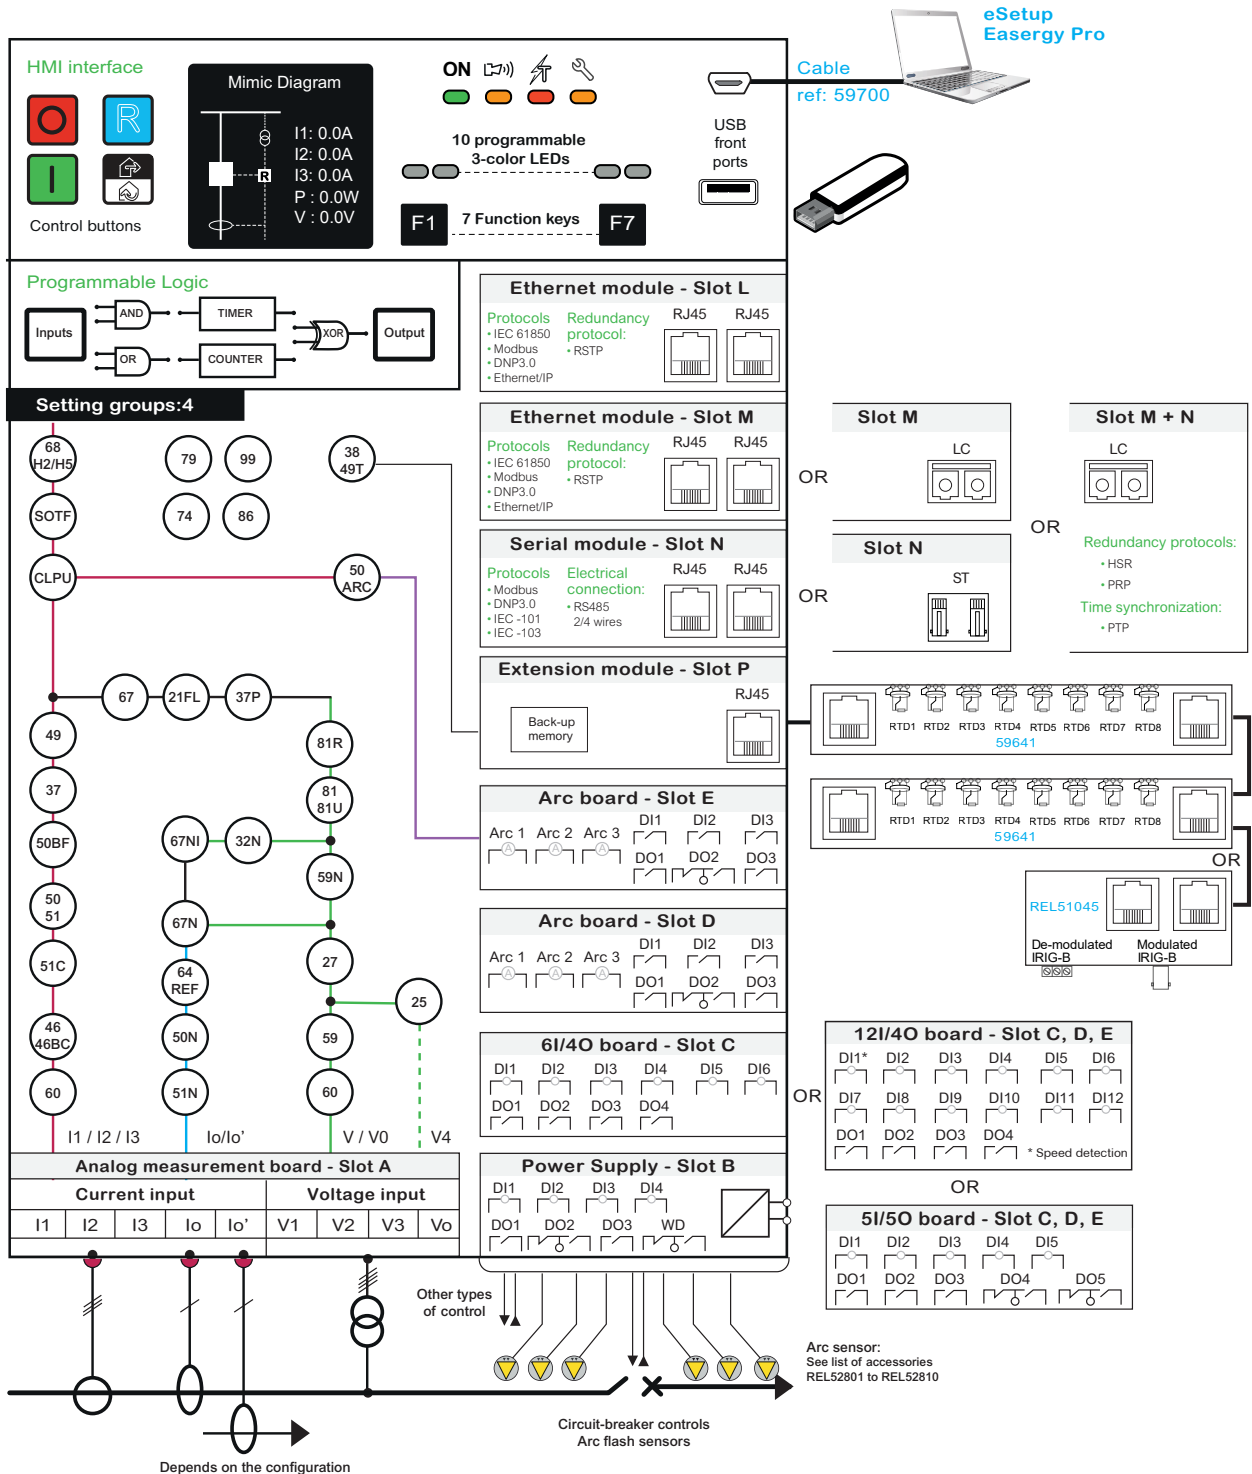 eSetup
Easergy Pro
HMI interface
Mimic Diagram
I1: 0.0A
I2: 0.0A
I3: 0.0A
P : 0.0W
V : 0.0V
R
R
Control buttons
ON
10 programmable
3-color LEDs
F1
7 Function keys
F7
USB
front
ports
Cable
ref: 59700
Programmable Logic
Inputs
AND
OR
TIMER
COUNTER
XOR
Output
Setting groups:4
68
H2/H5
79
99
38
49T
SOTF
74
86
CLPU
50
ARC
67
21FL
37P
49
81R
37
81
81U
50BF
67NI
32N
59N
50
51
67N
51C
64
REF
27
25
46
46BC
50N
59
60
51N
60
I1 / I2 / I3
Io/Io'
V / V0
V4
Analog measurement board - Slot A
Current input
Voltage input
I1
I2
I3
Io
Io'
V1
V2
V3
Vo
Ethernet module - Slot L
Protocols
• IEC 61850
• Modbus
• DNP3.0
• Ethernet/IP
Redundancy
protocol:
• RSTP
RJ45
RJ45
Ethernet module - Slot M
Protocols
• IEC 61850
• Modbus
• DNP3.0
• Ethernet/IP
Redundancy
protocol:
• RSTP
RJ45
RJ45
Serial module - Slot N
Protocols
• Modbus
• DNP3.0
• IEC -101
• IEC -103
Electrical
connection:
• RS485
2/4 wires
RJ45
RJ45
Extension module - Slot P
Back-up
memory
RJ45
Arc board - Slot E
Arc 1
Arc 2
Arc 3
A
A
A
DI1
DI2
DI3
DO1
DO2
DO3
Arc board - Slot D
Arc 1
Arc 2
Arc 3
A
A
A
DI1
DI2
DI3
DO1
DO2
DO3
6I/4O board - Slot C
DI1
DI2
DI3
DI4
DI5
DI6
DO1
DO2
DO3
DO4
Power Supply - Slot B
DI1
DI2
DI3
DI4
DO1
DO2
DO3
WD
OR
Slot M
LC
OR
Slot N
ST
OR
Slot M + N
LC
Redundancy protocols:
• HSR
• PRP
Time synchronization:
• PTP
RTD1
RTD2
RTD3
RTD4
RTD5
RTD6
RTD7
RTD8
59641
RTD1
RTD2
RTD3
RTD4
RTD5
RTD6
RTD7
RTD8
59641
OR
REL51045
De-modulated
IRIG-B
Modulated
IRIG-B
OR
12I/4O board - Slot C, D, E
DI1*
DI2
DI3
DI4
DI5
DI6
DI7
DI8
DI9
DI10
DI11
DI12
DO1
DO2
DO3
DO4
* Speed detection
OR
5I/5O board - Slot C, D, E
DI1
DI2
DI3
DI4
DI5
DO1
DO2
DO3
DO4
DO5
Other types
of control
Arc sensor:
See list of accessories
REL52801 to REL52810
Circuit-breaker controls
Arc flash sensors
Depends on the configuration